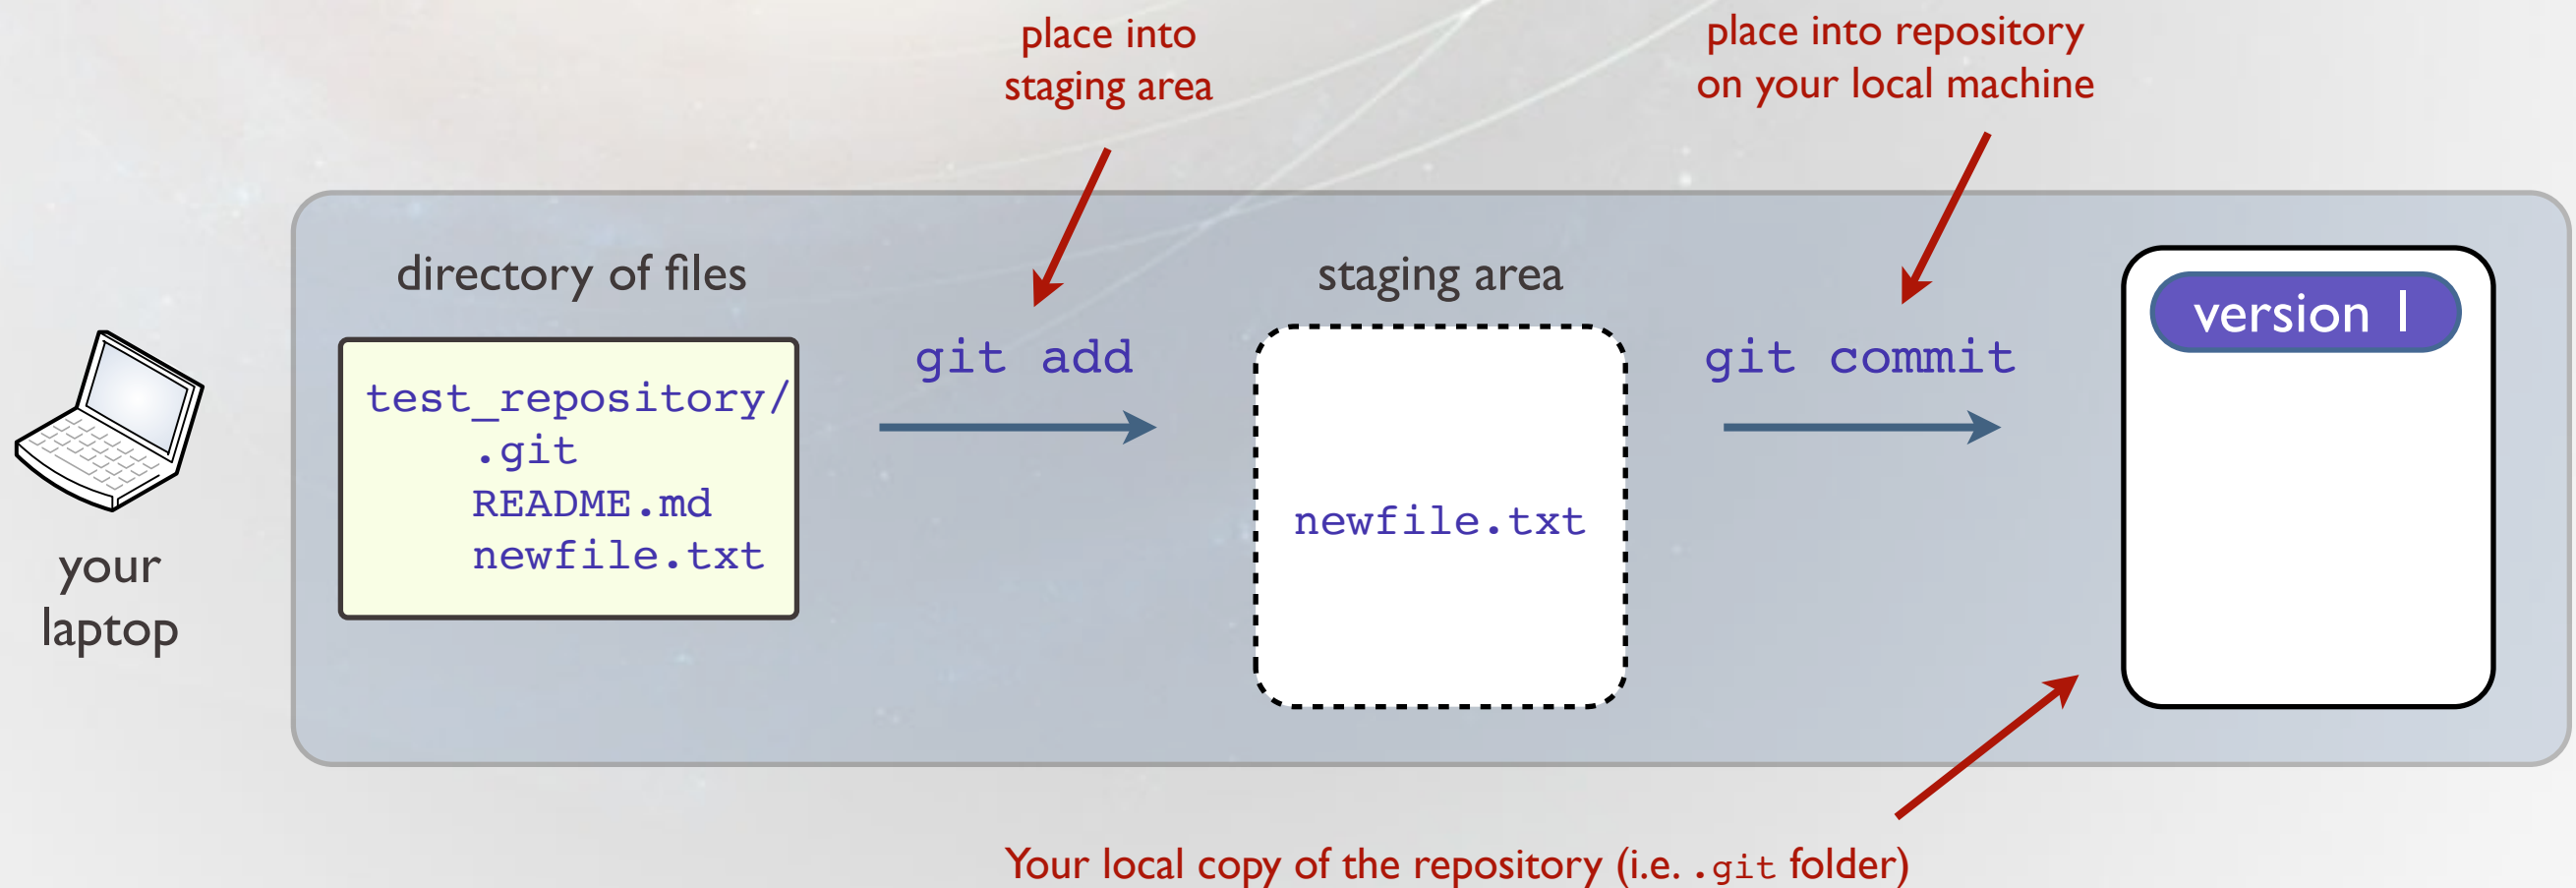 place into
staging area
place into repository
on your local machine
directory of files
staging area
version 1
git add
git commit
test_repository/
.git
README.md
newfile.txt
newfile.txt
your
laptop
Your local copy of the repository (i.e. .git folder)